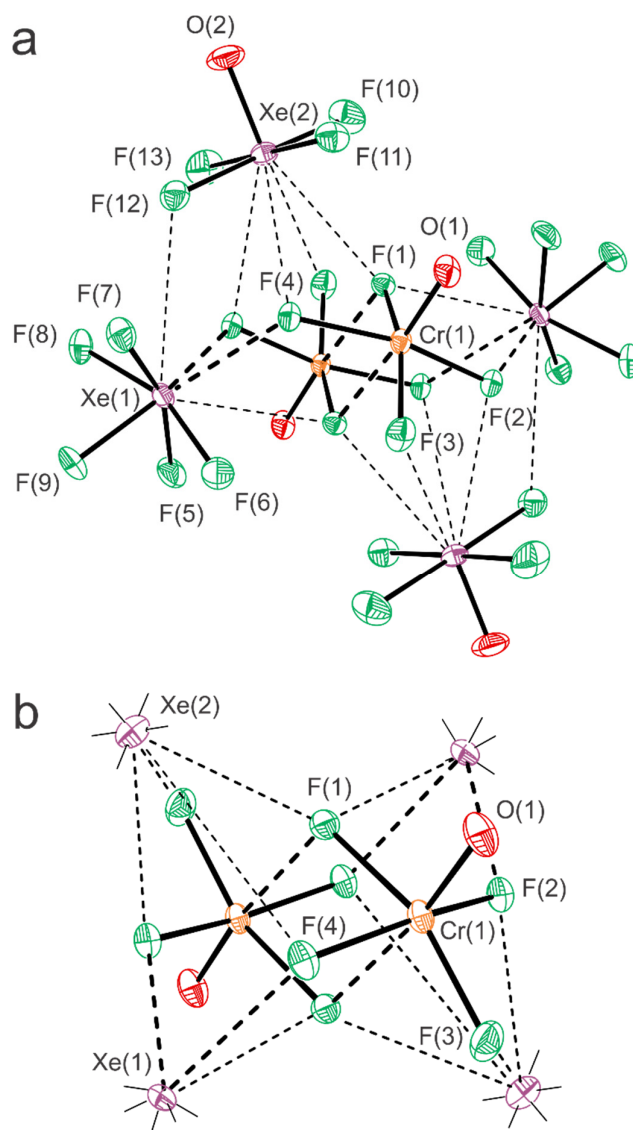 a
O(2)
F(10)
Xe(2)
F(13)
F(11)
F(12)
O(1)
F(1)
F(7)
F(4)
F(8)
Cr(1)
Xe(1)
F(2)
F(3)
F(9)
F(5)
F(6)
b
Xe(2)
F(1)
O(1)
F(2)
F(4)
Cr(1)
F(3)
Xe(1)